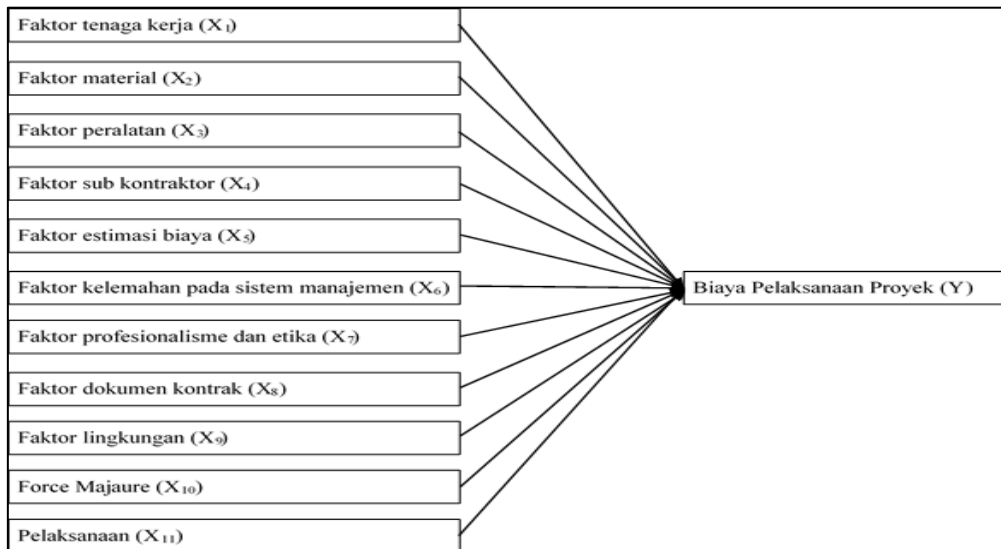 Faktor tenaga kerja (X₁)
Faktor material (X₂)
Faktor peralatan (X₃)
Faktor sub kontraktor (X₄)
Faktor estimasi biaya (X₅)
Faktor kelemahan pada sistem manajemen (X₆)
Biaya Pelaksanaan Proyek (Y)
Faktor profesionalisme dan etika (X₇)
Faktor dokumen kontrak (X₈)
Faktor lingkungan (X₉)
Force Majaure (X₁₀)
Pelaksanaan (X₁₁)